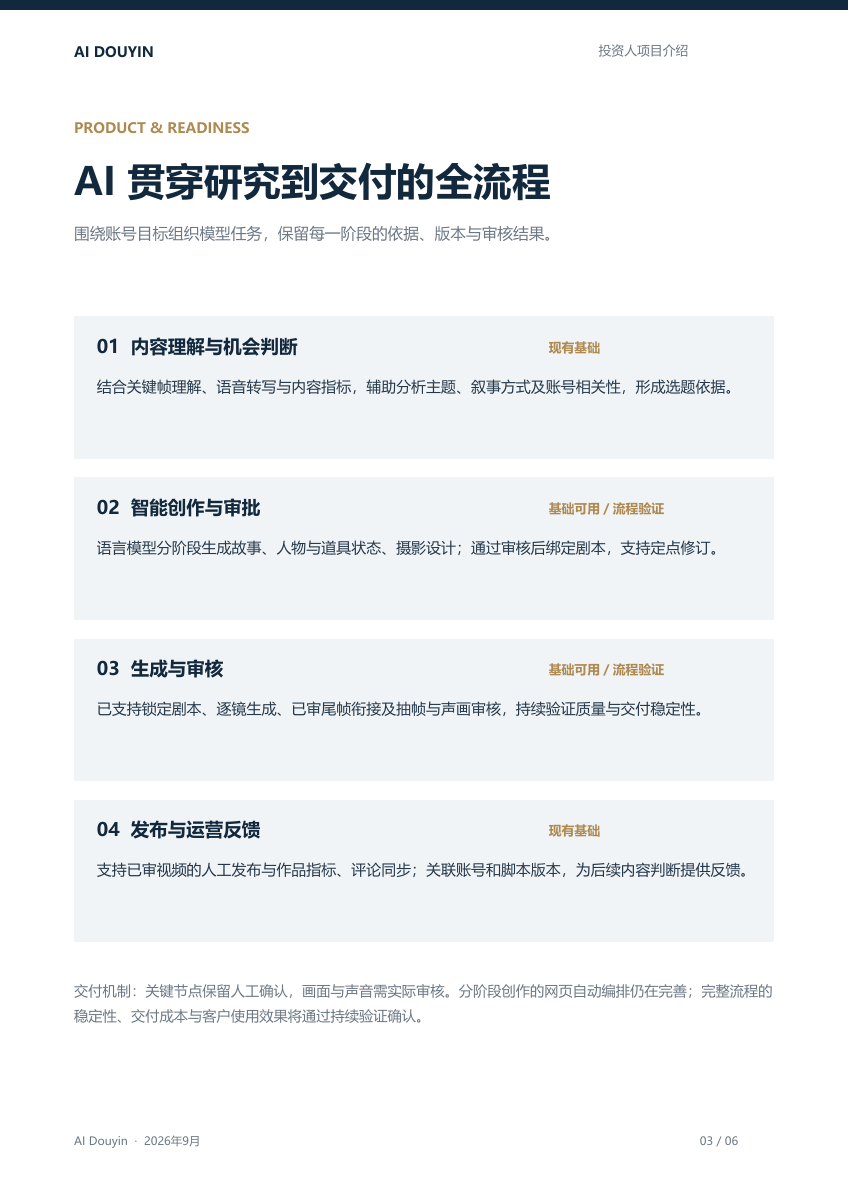 AI DOUYIN
投资人项目介绍
PRODUCT & READINESS
AI 贯穿研究到交付的全流程
围绕账号目标组织模型任务，保留每一阶段的依据、版本与审核结果。
01 内容理解与机会判断
现有基础
结合关键帧理解、语音转写与内容指标，辅助分析主题、叙事方式及账号相关性，形成选题依据。
02 智能创作与审批
基础可用 / 流程验证
语言模型分阶段生成故事、人物与道具状态、摄影设计；通过审核后绑定剧本，支持定点修订。
03 生成与审核
基础可用 / 流程验证
已支持锁定剧本、逐镜生成、已审尾帧衔接及抽帧与声画审核，持续验证质量与交付稳定性。
04 发布与运营反馈
现有基础
支持已审视频的人工发布与作品指标、评论同步；关联账号和脚本版本，为后续内容判断提供反馈。
交付机制：关键节点保留人工确认，画面与声音需实际审核。分阶段创作的网页自动编排仍在完善；完整流程的
稳定性、交付成本与客户使用效果将通过持续验证确认。
AI Douyin · 2026年9月
03 / 06